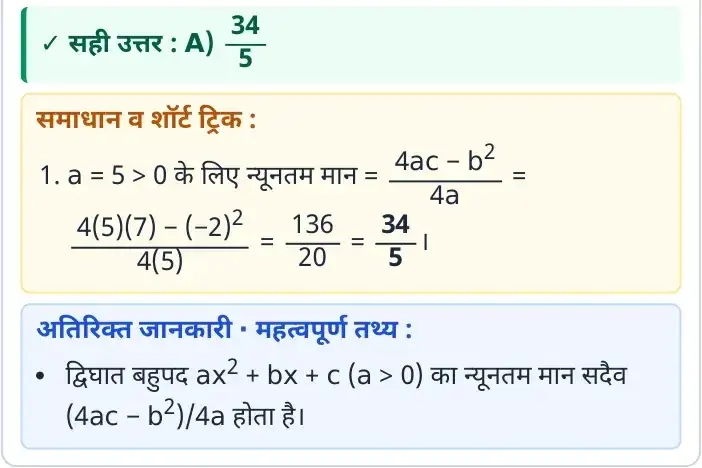 ✓ सही उत्तर : A) 34/5
समाधान व शॉर्ट ट्रिक :
1. a = 5 > 0 के लिए न्यूनतम मान = (4ac − b²)/(4a) =
(4(5)(7) − (−2)²)/(4(5)) = 136/20 = 34/5।
अतिरिक्त जानकारी · महत्वपूर्ण तथ्य :
• द्विघात बहुपद ax² + bx + c (a > 0) का न्यूनतम मान सदैव
(4ac − b²)/4a होता है।